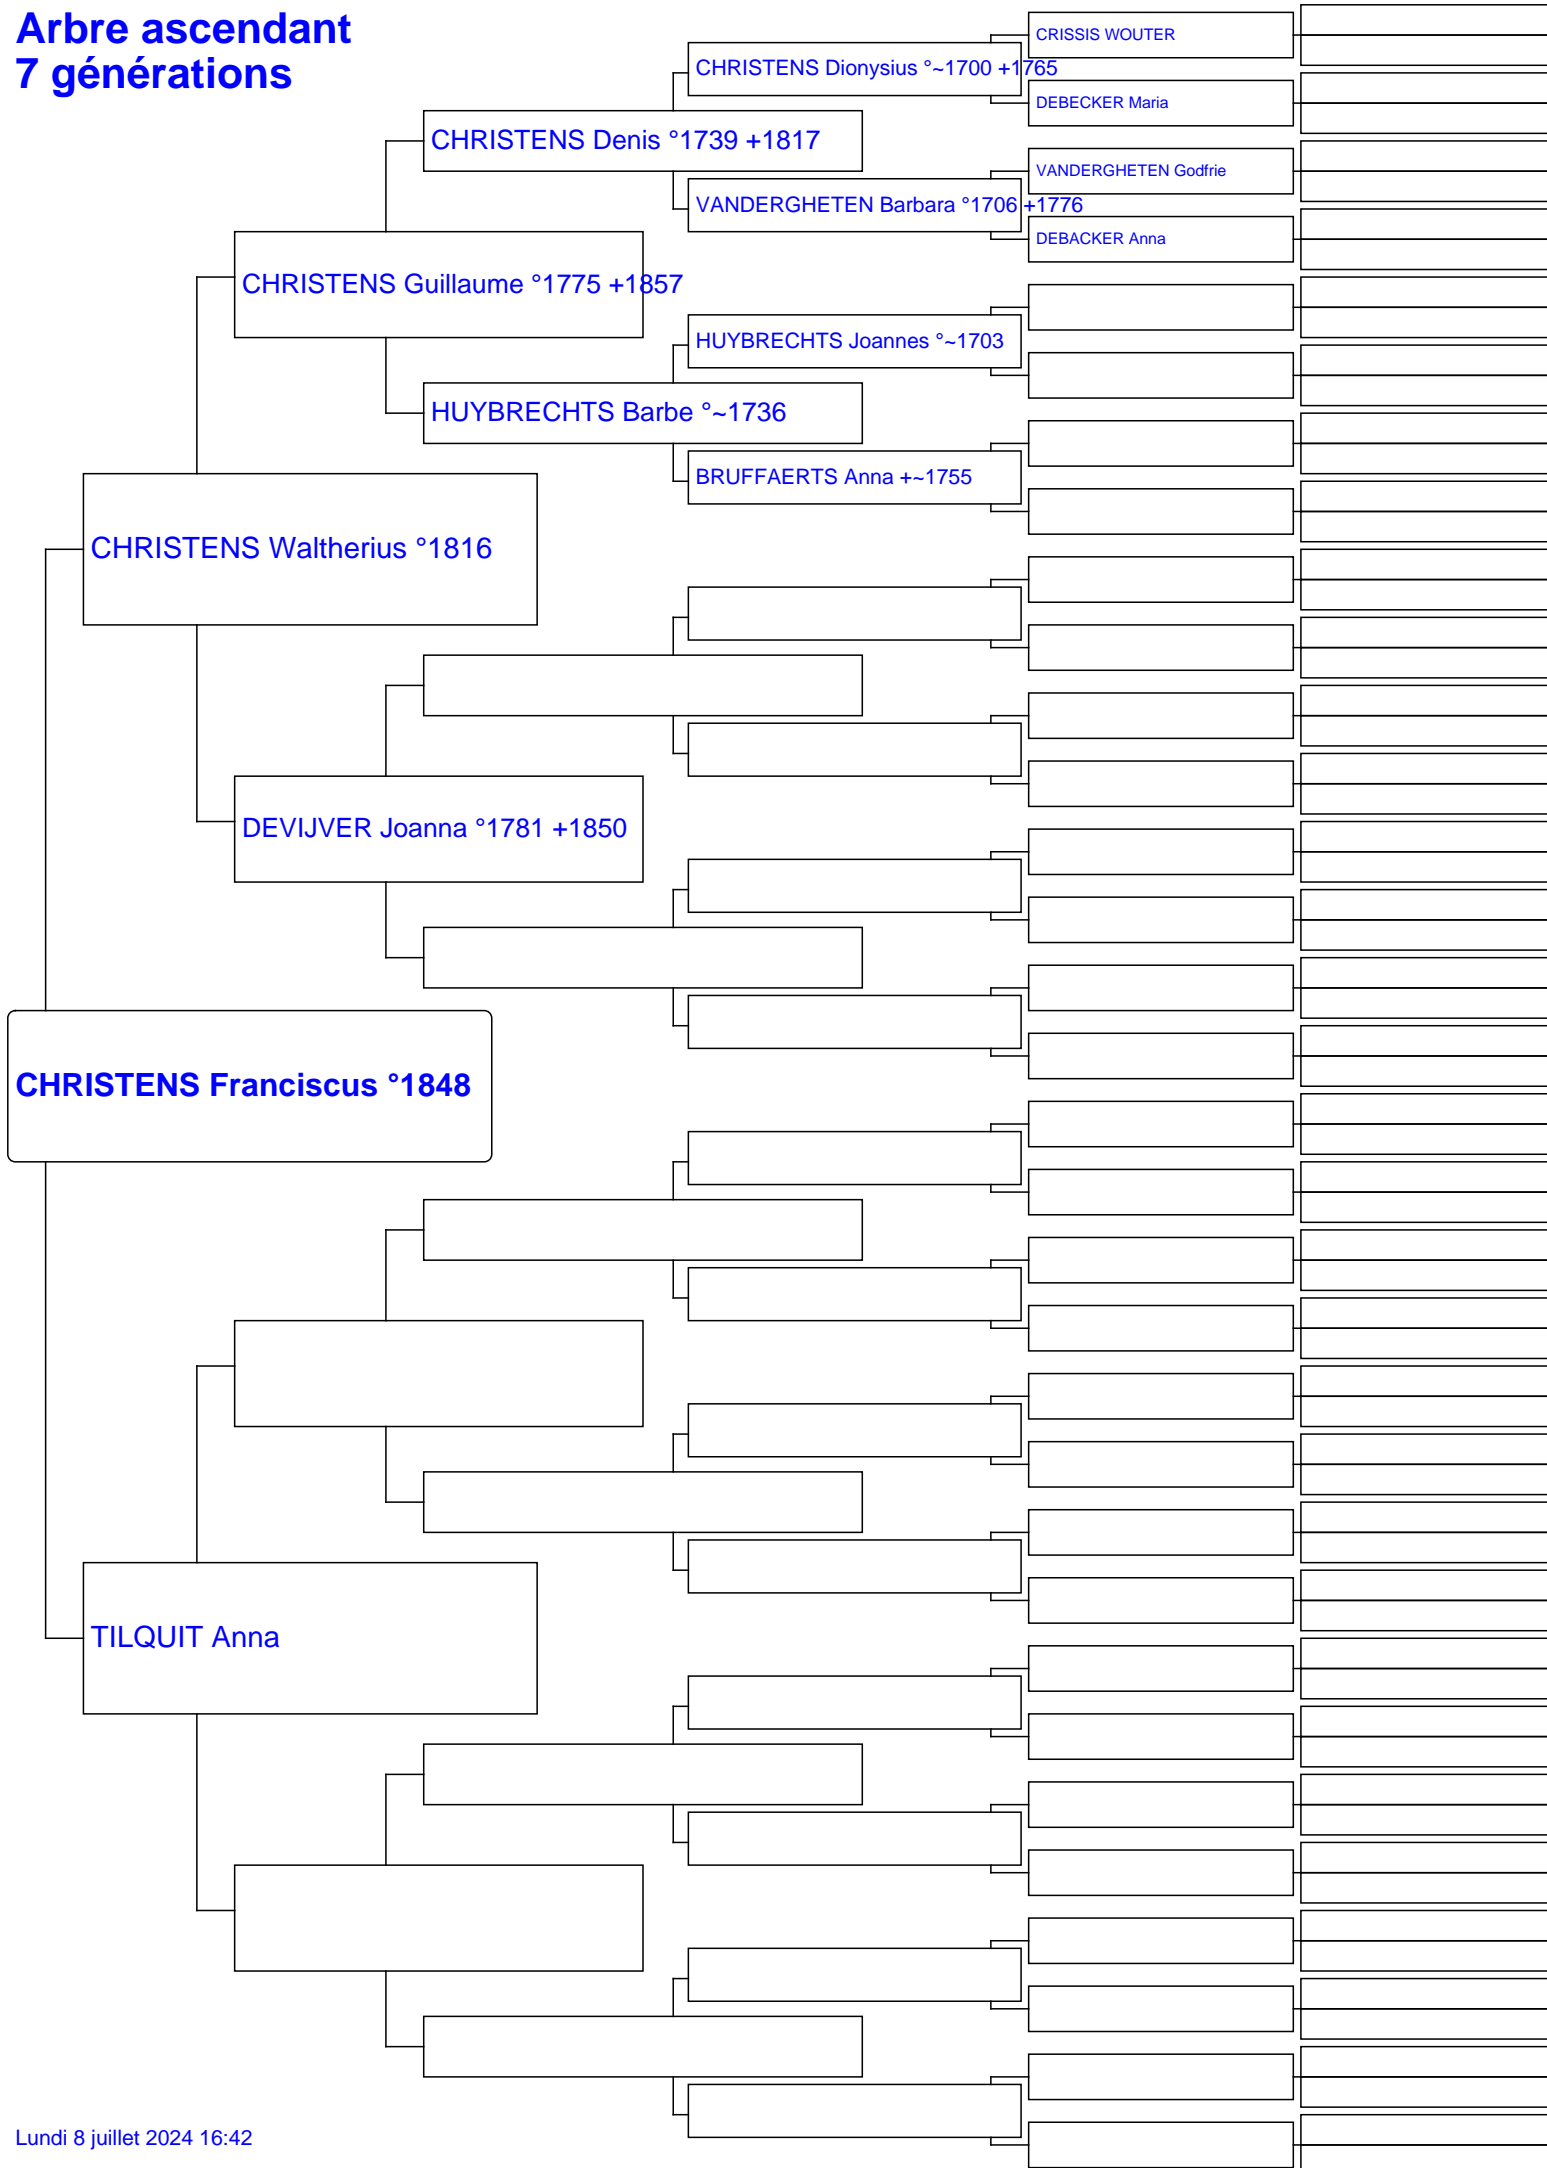 Arbre ascendant
7 générations
CRISSIS WOUTER
CHRISTENS Dionysius °~1700 +1765
DEBECKER Maria
CHRISTENS Denis °1739 +1817
VANDERGHETEN Godfrie
VANDERGHETEN Barbara °1706 +1776
DEBACKER Anna
CHRISTENS Guillaume °1775 +1857
HUYBRECHTS Joannes °~1703
HUYBRECHTS Barbe °~1736
BRUFFAERTS Anna +~1755
CHRISTENS Waltherius °1816
DEVIJVER Joanna °1781 +1850
CHRISTENS Franciscus °1848
TILQUIT Anna
Lundi 8 juillet 2024 16:42